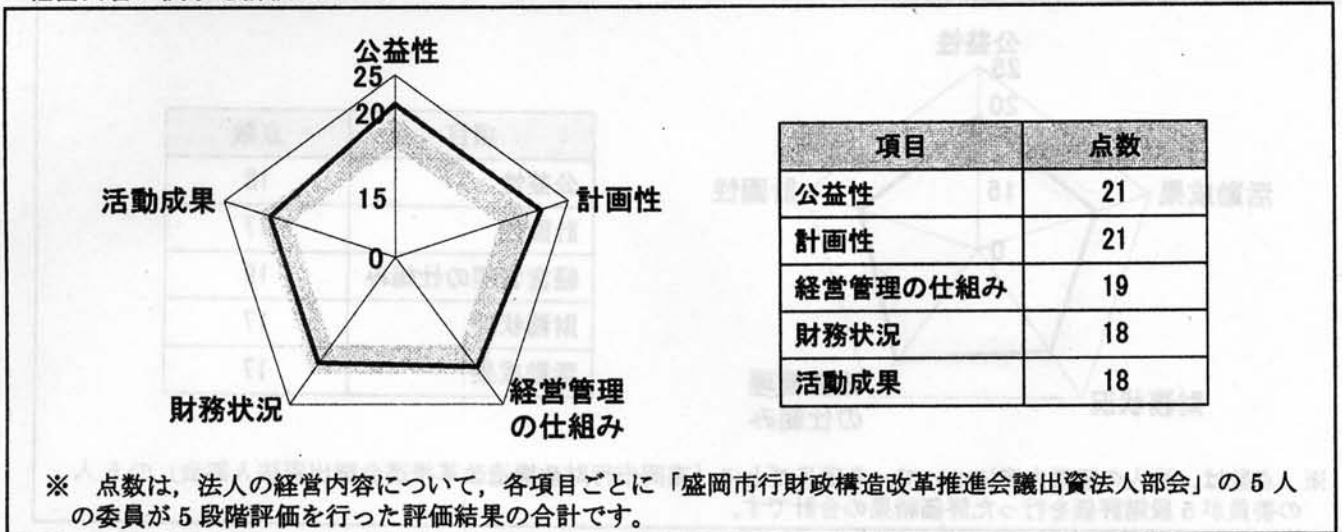 公益性
25
20
15
0
活動成果
計画性
財務状況
経営管理
の仕組み
項目 点数
公益性 21
計画性 21
経営管理の仕組み 19
財務状況 18
活動成果 18
※ 点数は，法人の経営内容について，各項目ごとに「盛岡市行財政構造改革推進会議出資法人部会」の5人
の委員が5段階評価を行った評価結果の合計です。